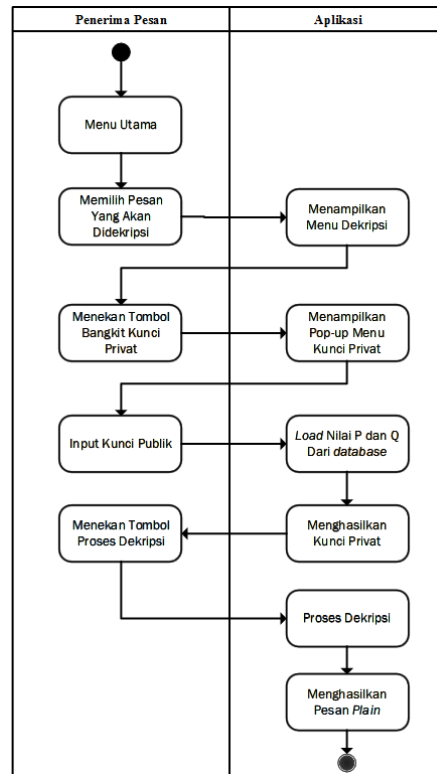 Penerima Pesan
Aplikasi
Menu Utama
Memilih Pesan
Yang Akan
Didekripsi
Menampilkan
Menu Dekripsi
Menekan Tombol
Bangkit Kunci
Privat
Menampilkan
Pop-up Menu
Kunci Privat
Input Kunci Publik
Load Nilai P dan Q
Dari database
Menekan Tombol
Proses Dekripsi
Menghasilkan
Kunci Privat
Proses Dekripsi
Menghasilkan
Pesan Plain